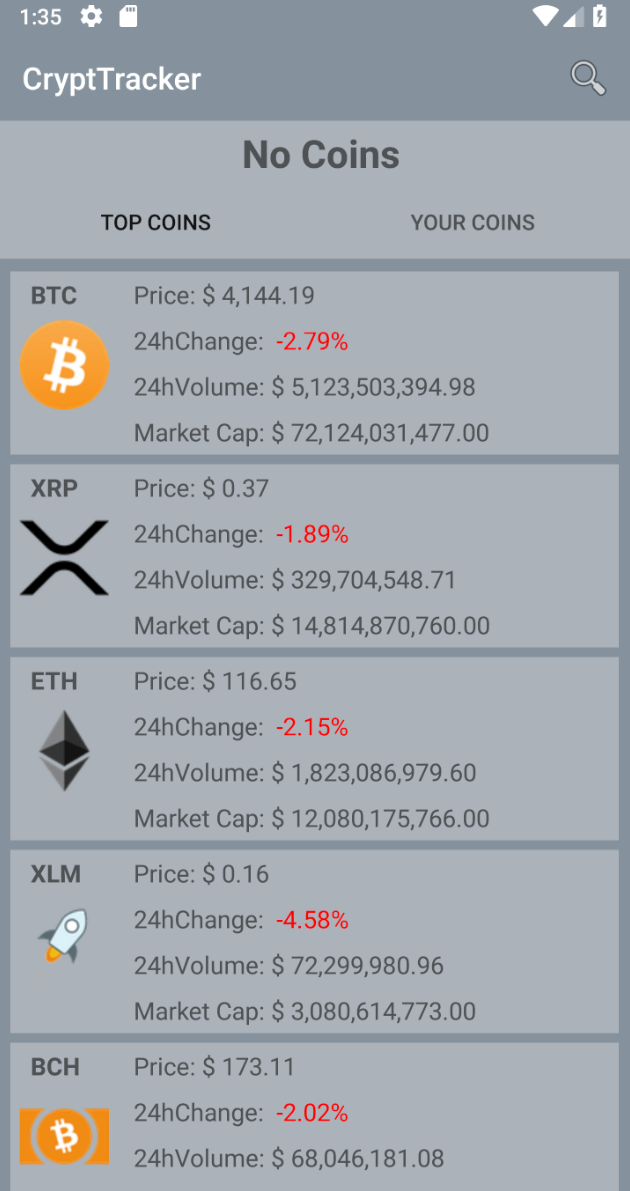 1:35
CryptTracker
No Coins
TOP COINS YOUR COINS
BTC Price: $ 4,144.19
24hChange: -2.79%
24hVolume: $ 5,123,503,394.98
Market Cap: $ 72,124,031,477.00
XRP Price: $ 0.37
24hChange: -1.89%
24hVolume: $ 329,704,548.71
Market Cap: $ 14,814,870,760.00
ETH Price: $ 116.65
24hChange: -2.15%
24hVolume: $ 1,823,086,979.60
Market Cap: $ 12,080,175,766.00
XLM Price: $ 0.16
24hChange: -4.58%
24hVolume: $ 72,299,980.96
Market Cap: $ 3,080,614,773.00
BCH Price: $ 173.11
24hChange: -2.02%
24hVolume: $ 68,046,181.08